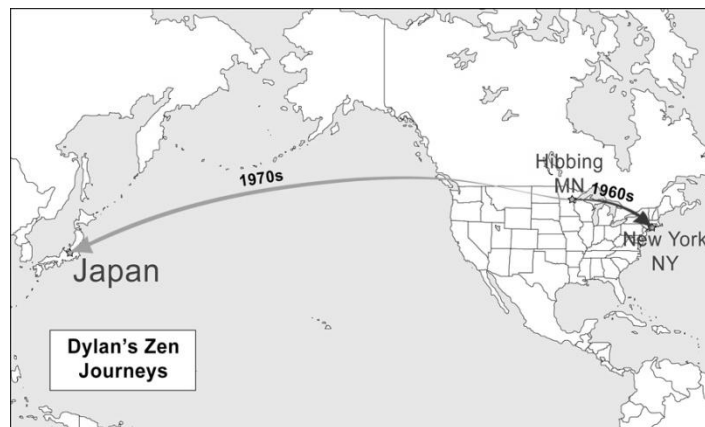 1970s
Hibbing
MN
1960s
New York
NY
Japan
Dylan's Zen
Journeys